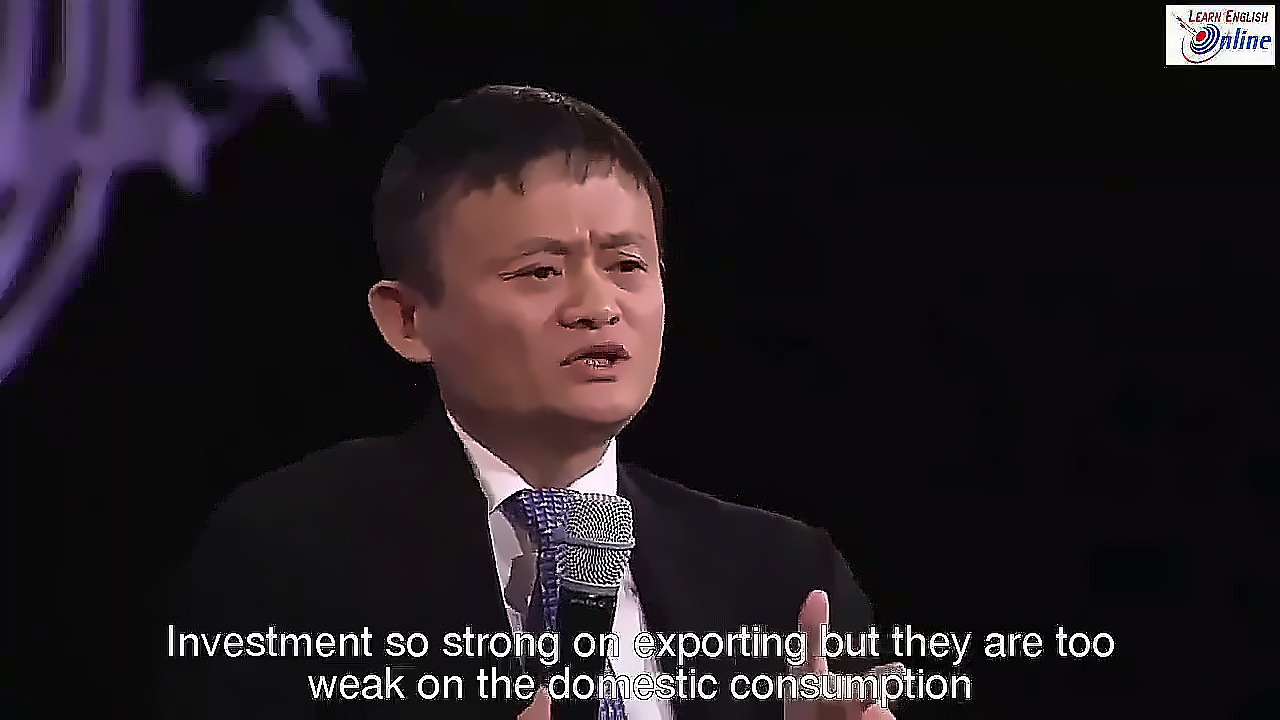 LEARN ENGLISH
Online
Investment so strong on exporting but they are too
weak on the domestic consumption